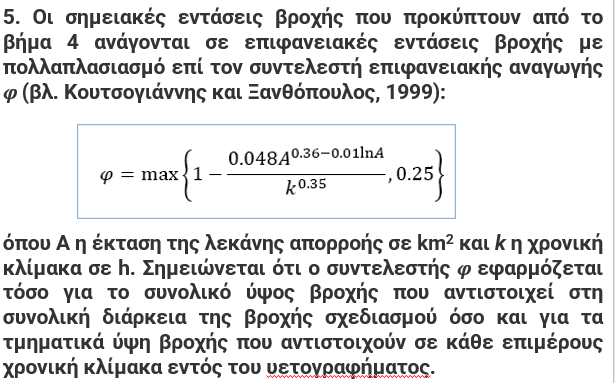 5. Οι σημειακές εντάσεις βροχής που προκύπτουν από το
βήμα 4 ανάγονται σε επιφανειακές εντάσεις βροχής με
πολλαπλασιασμό επί τον συντελεστή επιφανειακής αναγωγής
φ (βλ. Κουτσογιάννης και Ξανθόπουλος, 1999):
φ = max{1 − 0.048A^{0.36−0.01lnA} / k^{0.35}, 0.25}
όπου Α η έκταση της λεκάνης απορροής σε km² και k η χρονική
κλίμακα σε h. Σημειώνεται ότι ο συντελεστής φ εφαρμόζεται
τόσο για το συνολικό ύψος βροχής που αντιστοιχεί στη
συνολική διάρκεια της βροχής σχεδιασμού όσο και για τα
τμηματικά ύψη βροχής που αντιστοιχούν σε κάθε επιμέρους
χρονική κλίμακα εντός του υετογραφήματος.